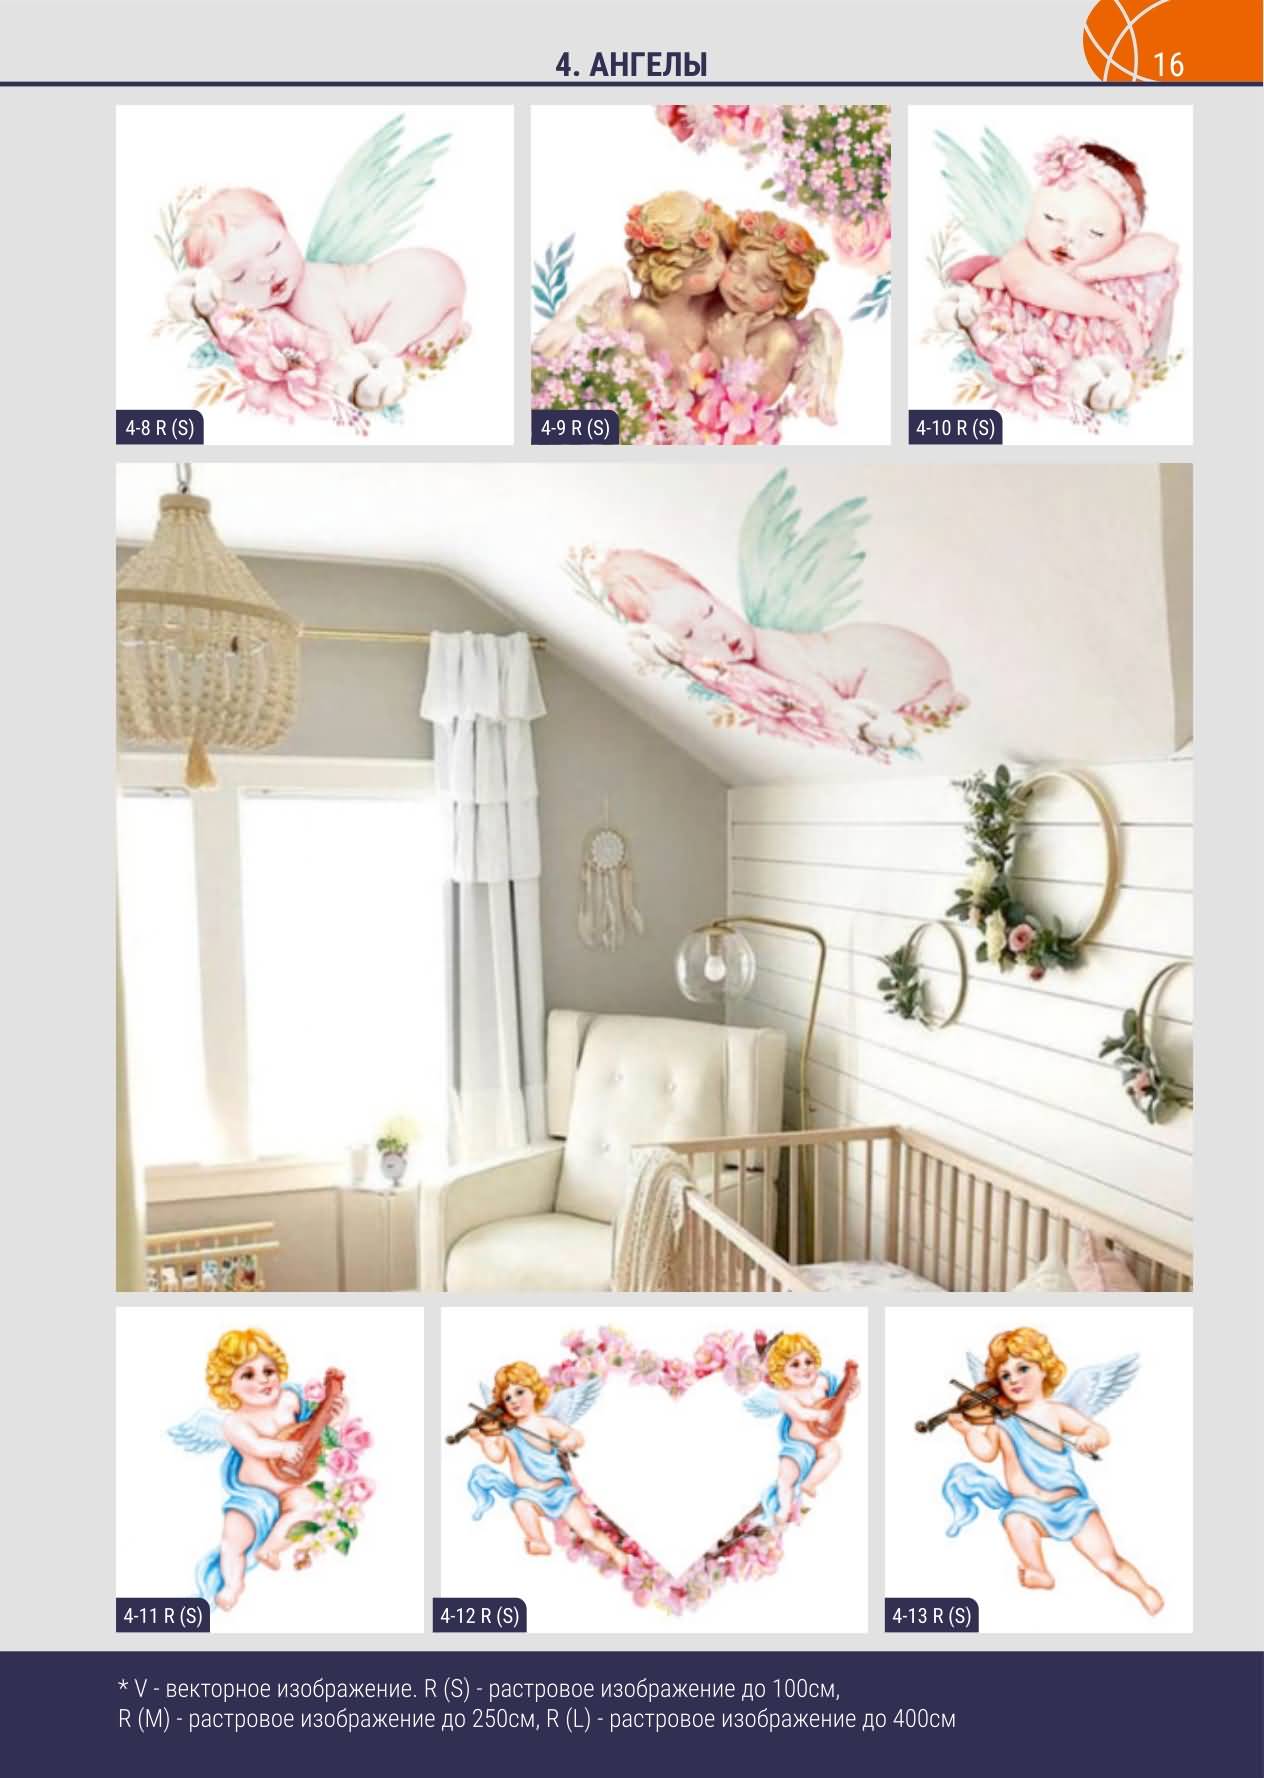 4. АНГЕЛЫ
16
4-8 R (S)
4-9 R (S)
4-10 R (S)
4-11 R (S)
4-12 R (S)
4-13 R (S)
* V - векторное изображение. R (S) - растровое изображение до 100см,
R (M) - растровое изображение до 250см, R (L) - растровое изображение до 400см